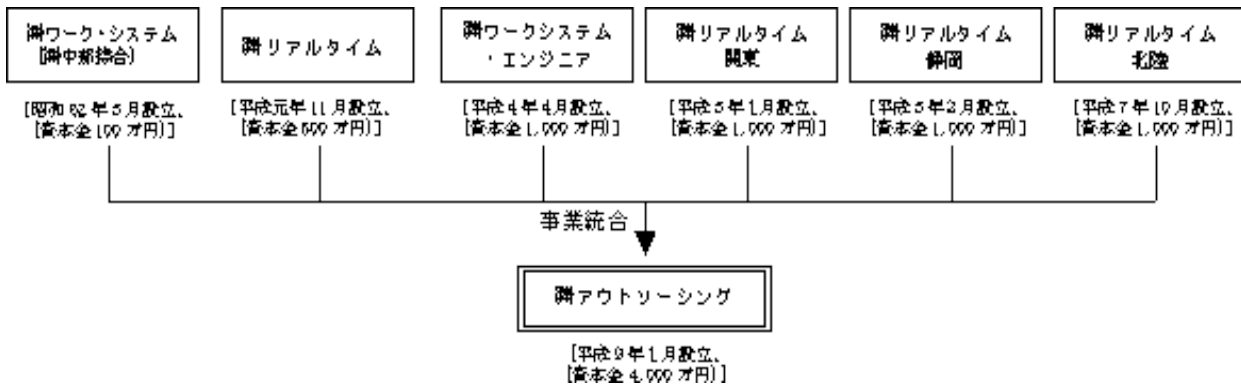 ㈱ワーク・システム
(㈱中部綜合)
㈱リアルタイム
㈱ワークシステム
・エンジニア
㈱リアルタイム
関東
㈱リアルタイム
静岡
㈱リアルタイム
北陸
[昭和62年5月設立、
(資本金100万円)]
[平成元年11月設立、
(資本金600万円)]
[平成4年4月設立、
(資本金1,000万円)]
[平成5年1月設立、
(資本金1,000万円)]
[平成5年2月設立、
(資本金1,000万円)]
[平成7年10月設立、
(資本金1,000万円)]
事業統合
㈱アウトソーシング
[平成9年1月設立、
(資本金4,000万円)]